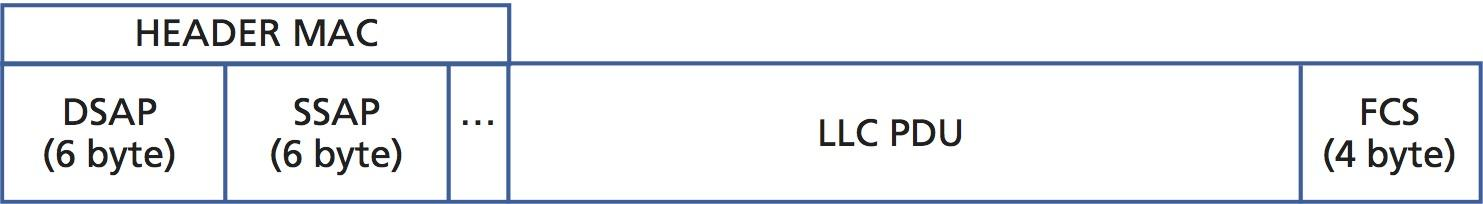 HEADER MAC
DSAP
(6 byte)
SSAP
(6 byte)
...
LLC PDU
FCS
(4 byte)